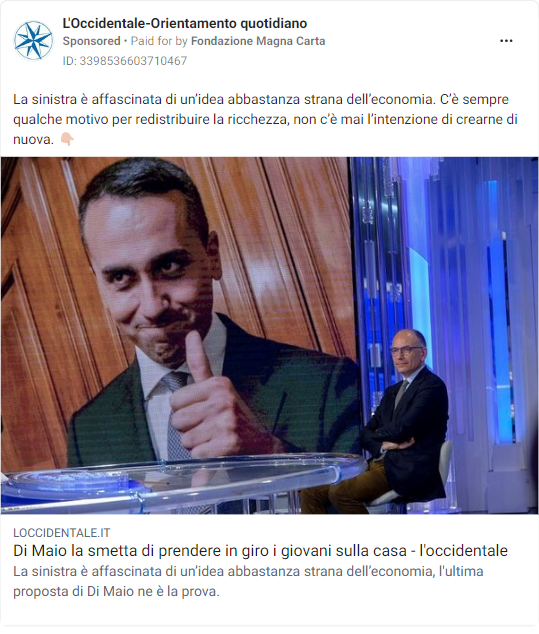 L'Occidentale-Orientamento quotidiano
Sponsored • Paid for by Fondazione Magna Carta
ID: 3398536603710467
La sinistra è affascinata di un’idea abbastanza strana dell’economia. C’è sempre
qualche motivo per redistribuire la ricchezza, non c’è mai l’intenzione di crearne di
nuova. 👇🏻
LOCCIDENTALE.IT
Di Maio la smetta di prendere in giro i giovani sulla casa - l'occidentale
La sinistra è affascinata di un’idea abbastanza strana dell’economia, l'ultima
proposta di Di Maio ne è la prova.